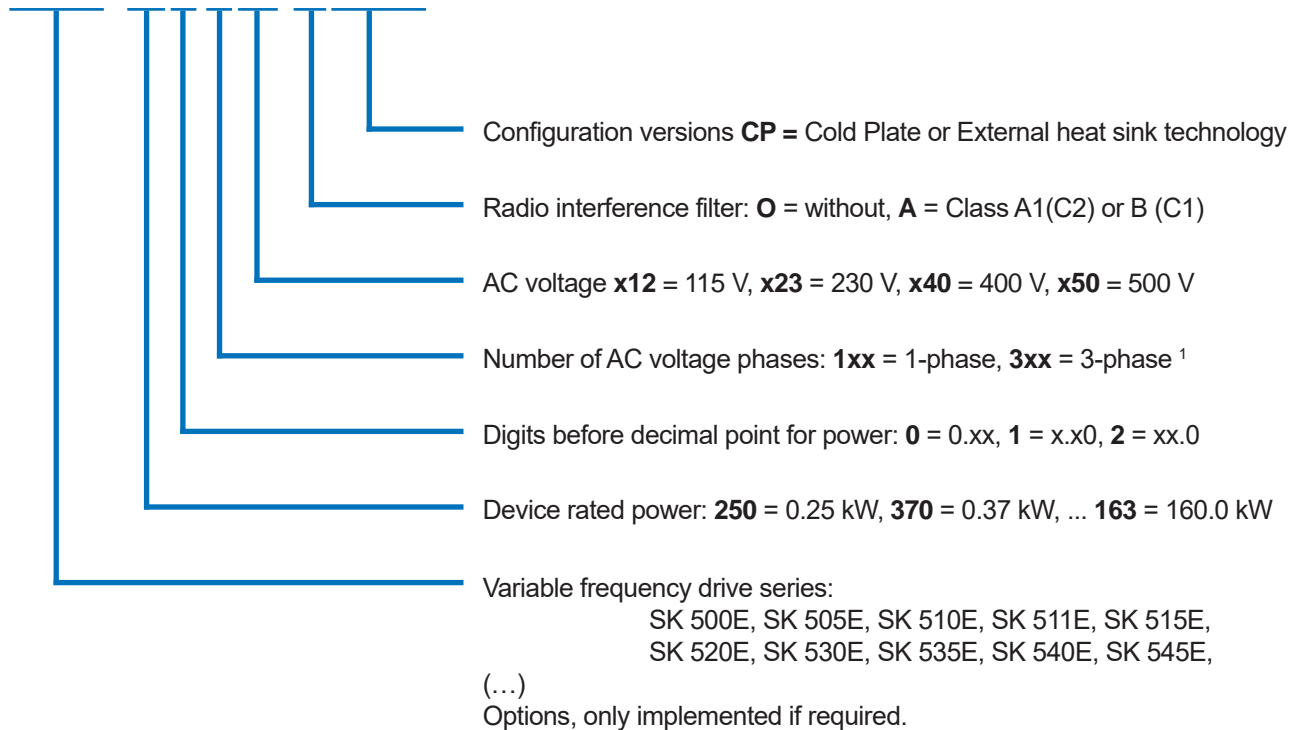 Configuration versions CP = Cold Plate or External heat sink technology
Radio interference filter: O = without, A = Class A1(C2) or B (C1)
AC voltage x12 = 115 V, x23 = 230 V, x40 = 400 V, x50 = 500 V
Number of AC voltage phases: 1xx = 1-phase, 3xx = 3-phase 1
Digits before decimal point for power: 0 = 0.xx, 1 = x.x0, 2 = xx.0
Device rated power: 250 = 0.25 kW, 370 = 0.37 kW, ... 163 = 160.0 kW
Variable frequency drive series:
SK 500E, SK 505E, SK 510E, SK 511E, SK 515E,
SK 520E, SK 530E, SK 535E, SK 540E, SK 545E,
(…)
Options, only implemented if required.